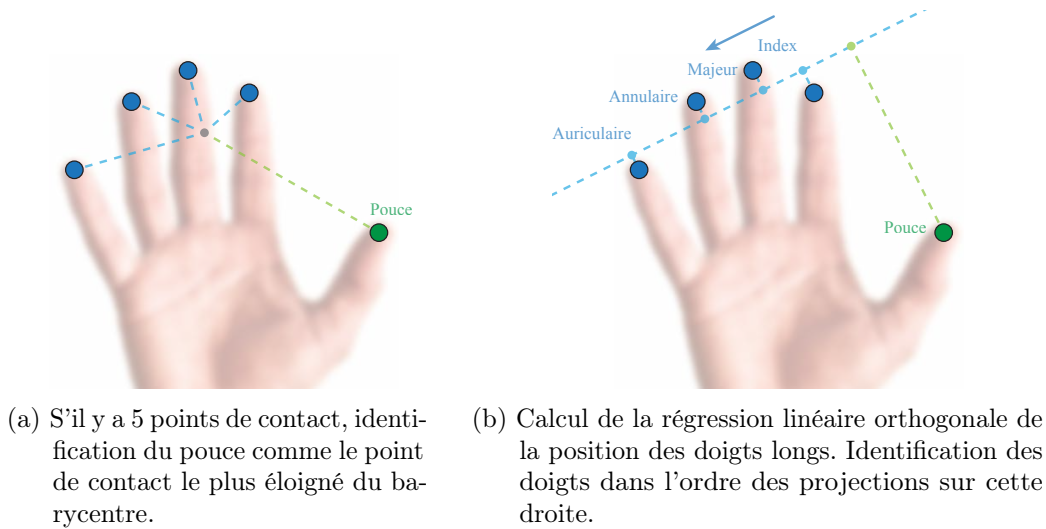 Pouce
Index
Majeur
Annulaire
Auriculaire
Pouce
(a) S'il y a 5 points de contact, identi-
fication du pouce comme le point
de contact le plus éloigné du ba-
rycentre.
(b) Calcul de la régression linéaire orthogonale de
la position des doigts longs. Identification des
doigts dans l'ordre des projections sur cette
droite.